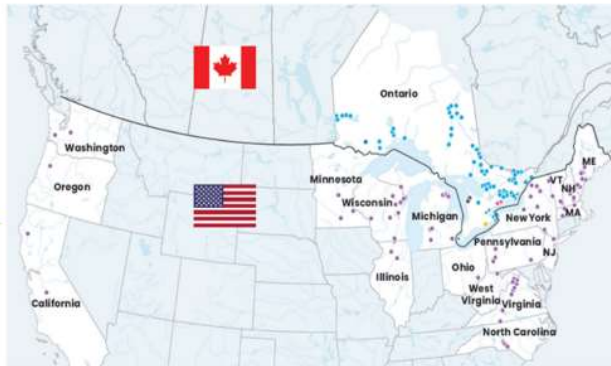 Ontario
Washington
Oregon
California
Minnesota
Wisconsin
Michigan
Illinois
Ohio
West
Virginia
Virginia
North Carolina
Pennsylvania
New York
NJ
MA
NH
VT
ME